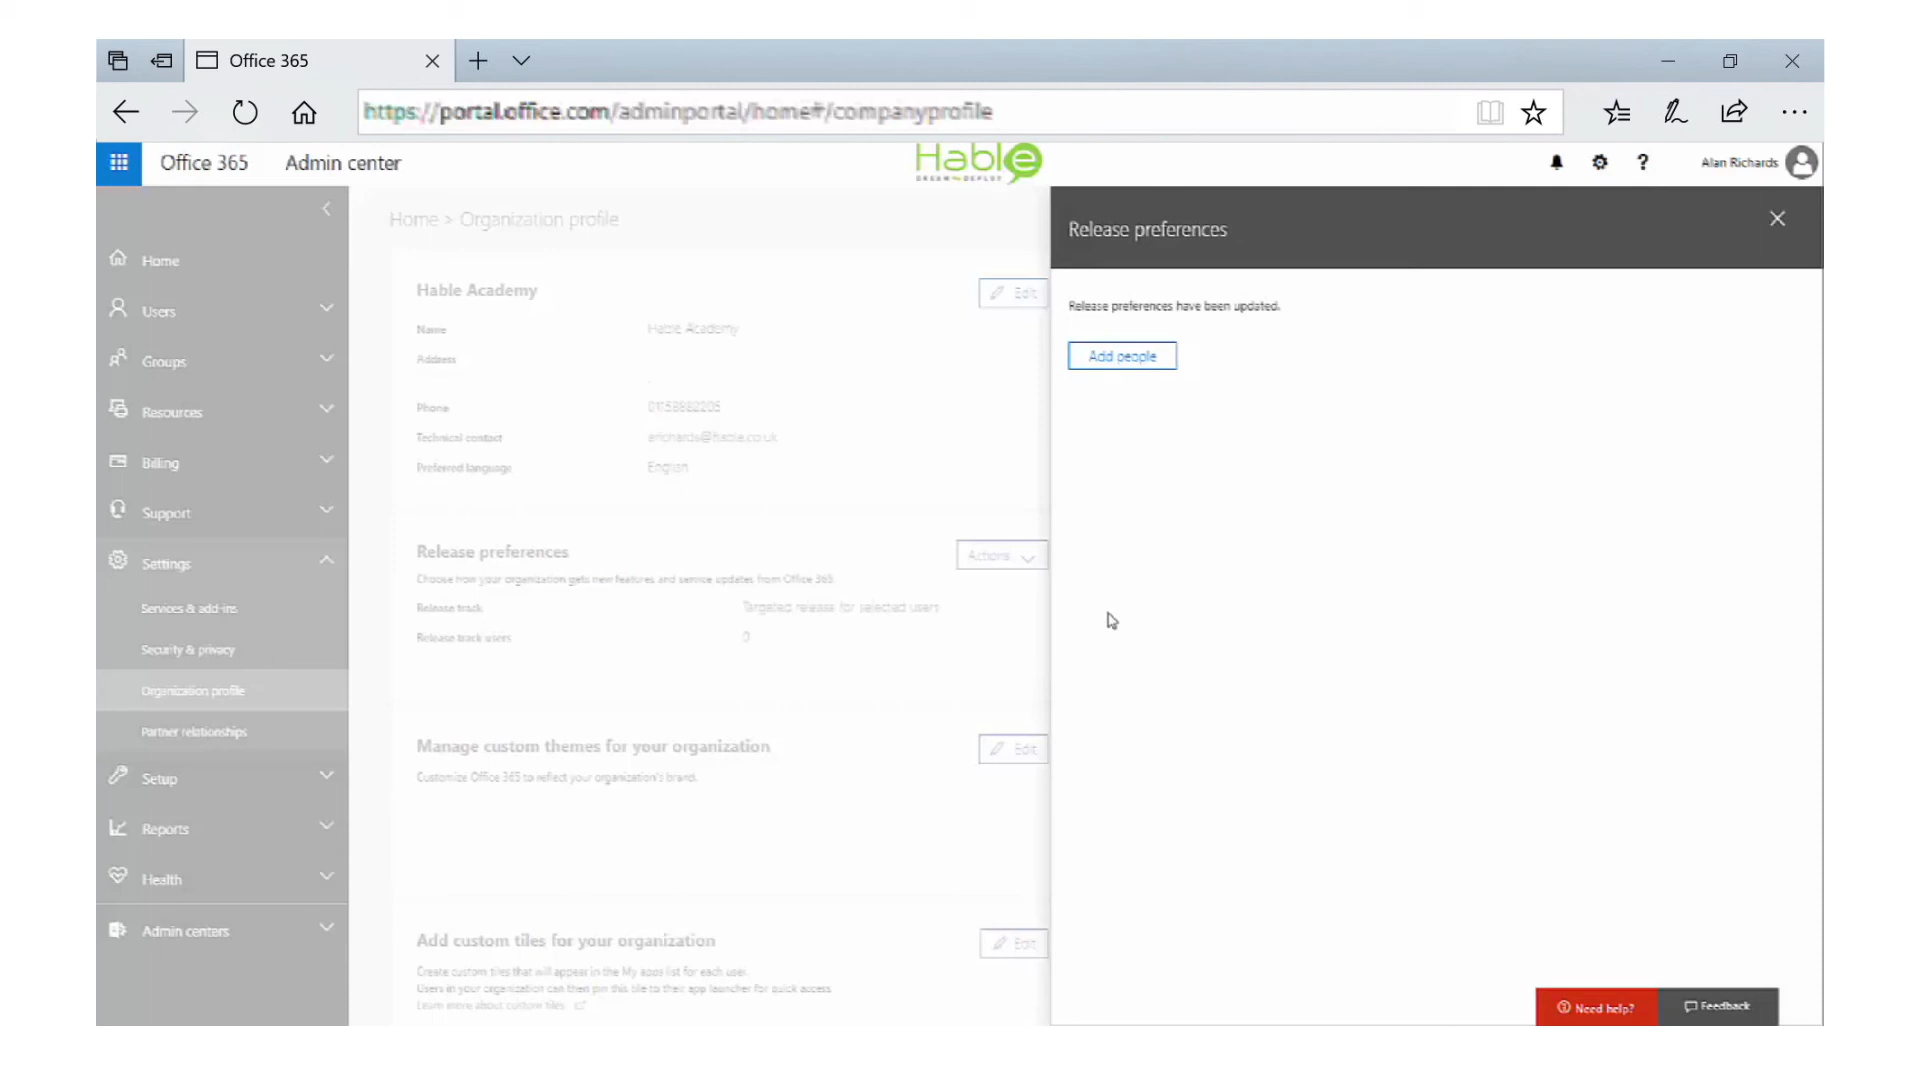 Office 365
https://portal.office.com/adminportal/home#/companyprofile
Office 365 Admin center
Hable
DREAM DEPLOY
Alan Richards
Home
Users
Groups
Resources
Billing
Support
Settings
Services & add-ins
Security & privacy
Organization profile
Partner relationships
Setup
Reports
Health
Admin centers
Home > Organization profile
Hable Academy
Edit
Name Hable Academy
Address
Phone
Technical contact
Preferred language English
Release preferences
Actions
Choose how your organization gets new features and service updates from Office 365.
Release track Targeted release for selected users
Release track users 0
Manage custom themes for your organization
Edit
Customize Office 365 to reflect your organization's brand.
Add custom tiles for your organization
Edit
Create custom tiles that will appear in the My apps list for each user.
Users in your organization can then pin this tile to their app launcher for quick access
Learn more about custom tiles
Release preferences
Release preferences have been updated.
Add people
Need help?
Feedback